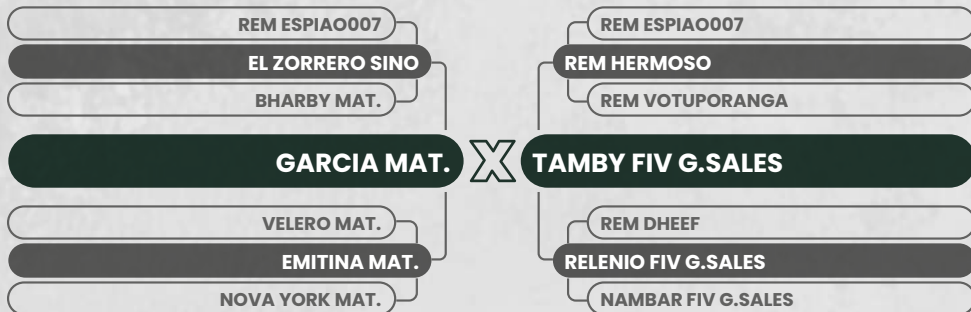 REM ESPIAO007
EL ZORRERO SINO
BHARBY MAT.
GARCIA MAT.
VELERO MAT.
EMITINA MAT.
NOVA YORK MAT.
X
REM ESPIAO007
REM HERMOSO
REM VOTUPORANGA
TAMBY FIV G.SALES
REM DHEEF
RELENIO FIV G.SALES
NAMBAR FIV G.SALES